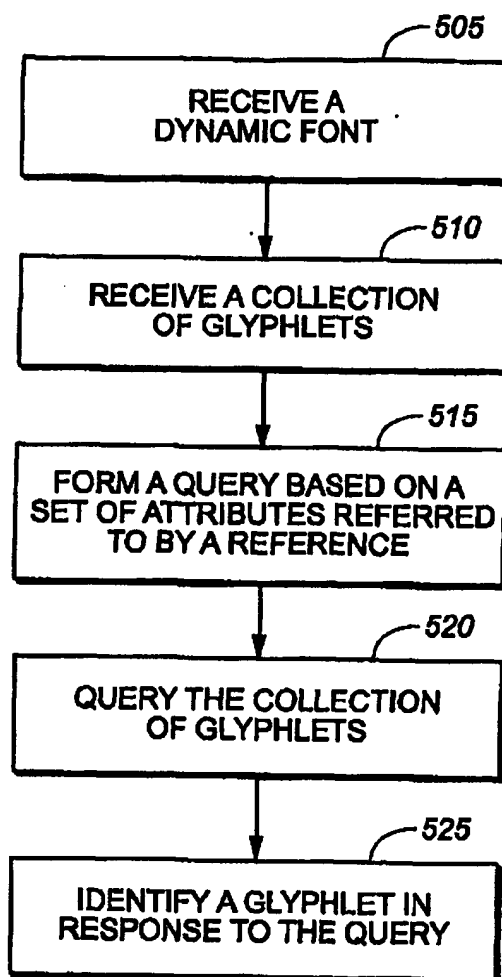 505
RECEIVE A
DYNAMIC FONT
510
RECEIVE A COLLECTION
OF GLYPHLETS
515
FORM A QUERY BASED ON A
SET OF ATTRIBUTES REFERRED
TO BY A REFERENCE
520
QUERY THE COLLECTION
OF GLYPHLETS
525
IDENTIFY A GLYPHLET IN
RESPONSE TO THE QUERY